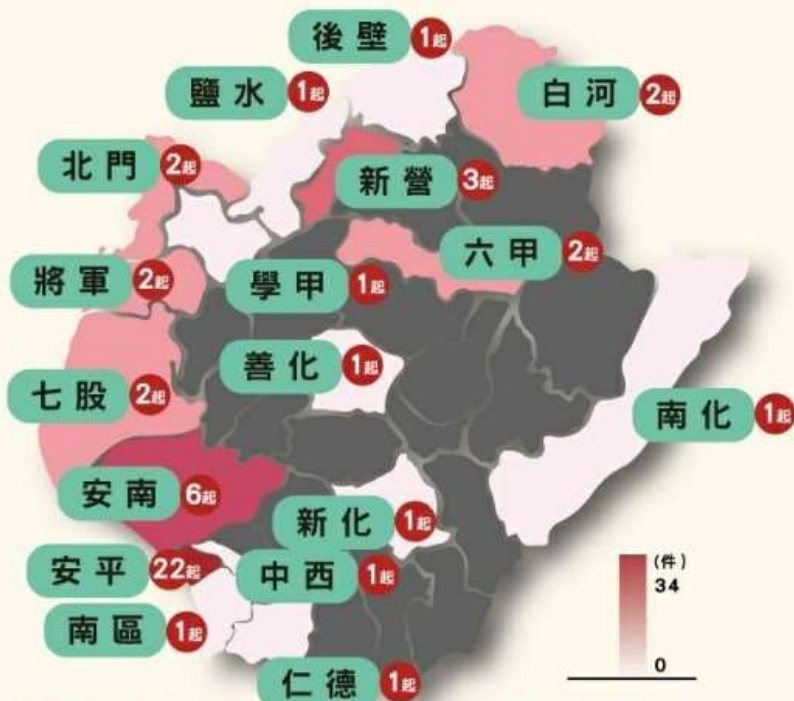 後壁 1起
鹽水 1起
白河 2起
北門 2起
新營 3起
六甲 2起
將軍 2起
學甲 1起
善化 1起
七股 2起
南化 1起
安南 6起
新化 1起
安平 22起
中西 1起
南區 1起
仁德 1起
(件)
34
0